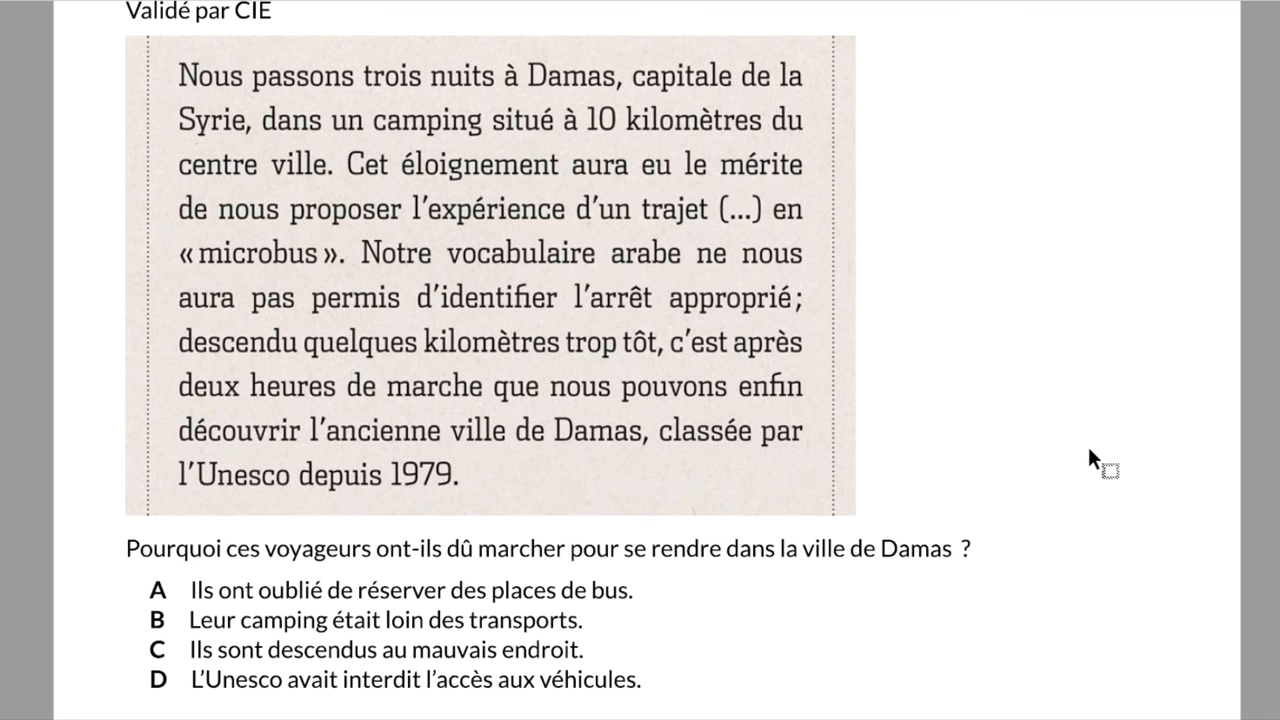 Validé par CIE
Nous passons trois nuits à Damas, capitale de la
Syrie, dans un camping situé à 10 kilomètres du
centre ville. Cet éloignement aura eu le mérite
de nous proposer l'expérience d'un trajet (...) en
« microbus ». Notre vocabulaire arabe ne nous
aura pas permis d'identifier l'arrêt approprié;
descendu quelques kilomètres trop tôt, c'est après
deux heures de marche que nous pouvons enfin
découvrir l'ancienne ville de Damas, classée par
l'Unesco depuis 1979.
Pourquoi ces voyageurs ont-ils dû marcher pour se rendre dans la ville de Damas ?
A Ils ont oublié de réserver des places de bus.
B Leur camping était loin des transports.
C Ils sont descendus au mauvais endroit.
D L'Unesco avait interdit l'accès aux véhicules.